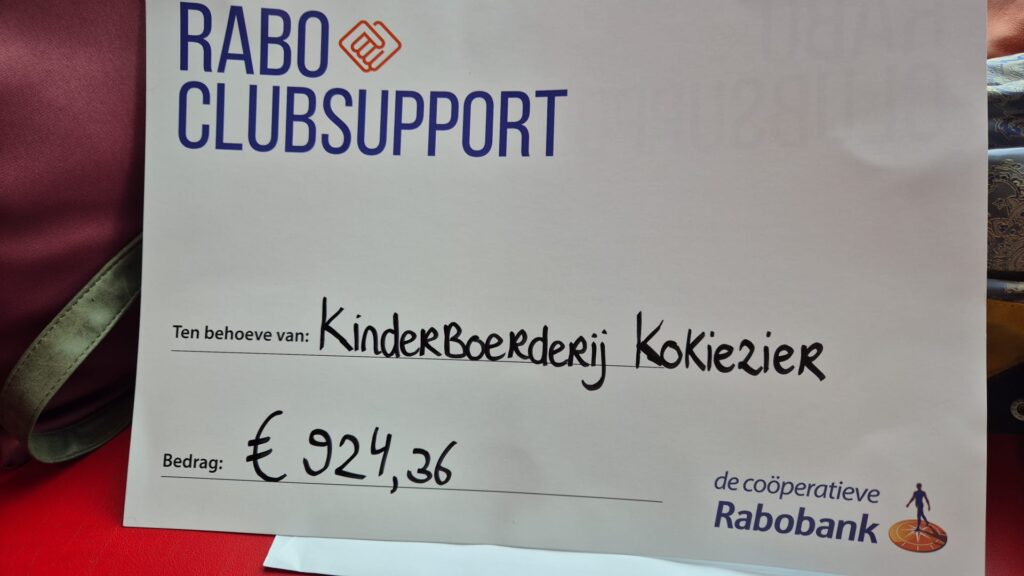 RABO
CLUBSUPPORT
Ten behoeve van: KinderBoerderij Kokiezier
Bedrag: € 924,36
de coöperatieve
Rabobank